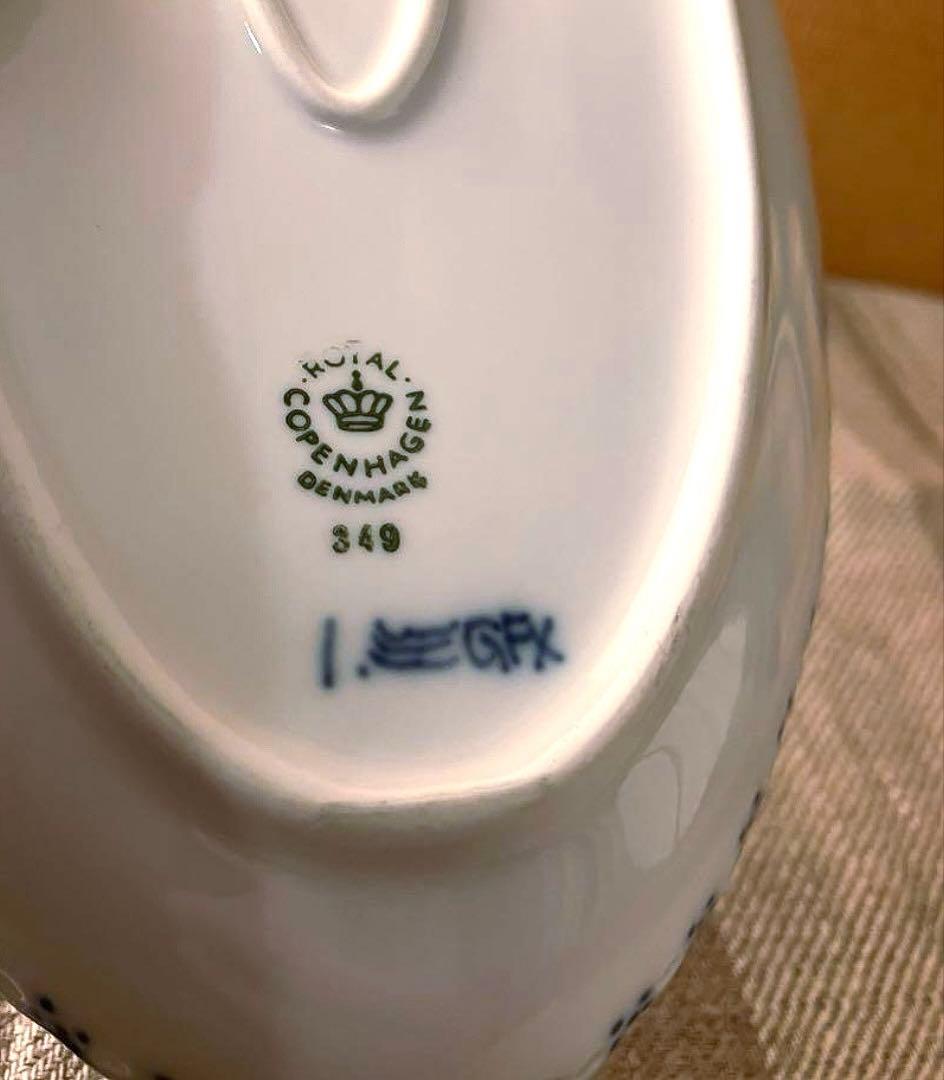 ROYAL
COPENHAGEN
DENMARK
349
1. GFX